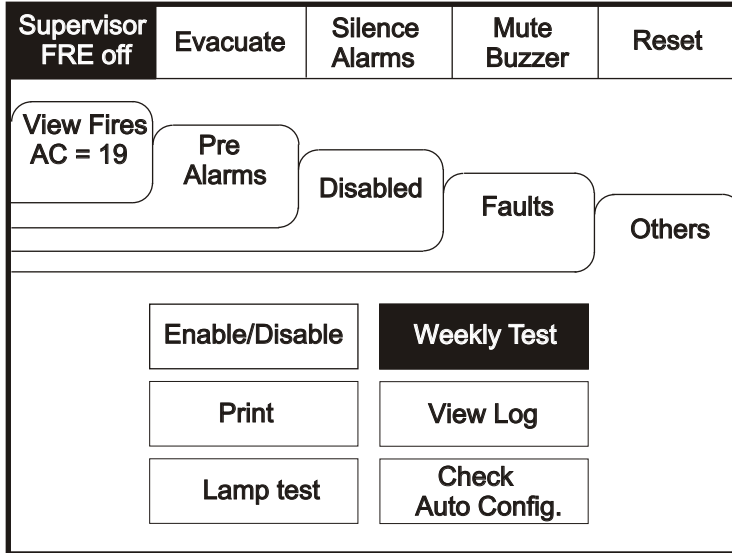 Supervisor
FRE off
Evacuate
Silence
Alarms
Mute
Buzzer
Reset
View Fires
AC = 19
Pre
Alarms
Disabled
Faults
Others
Enable/Disable
Weekly Test
Print
View Log
Lamp test
Check
Auto Config.